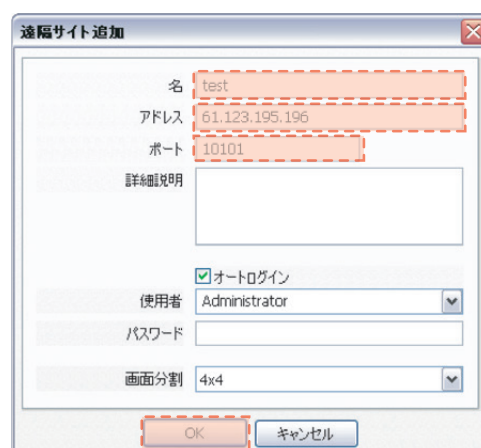 遠隔サイト追加
名 test
アドレス 61.123.195.196
ポート 10101
詳細説明
オートログイン
使用者 Administrator
パスワード
画面分割 4x4
OK キャンセル